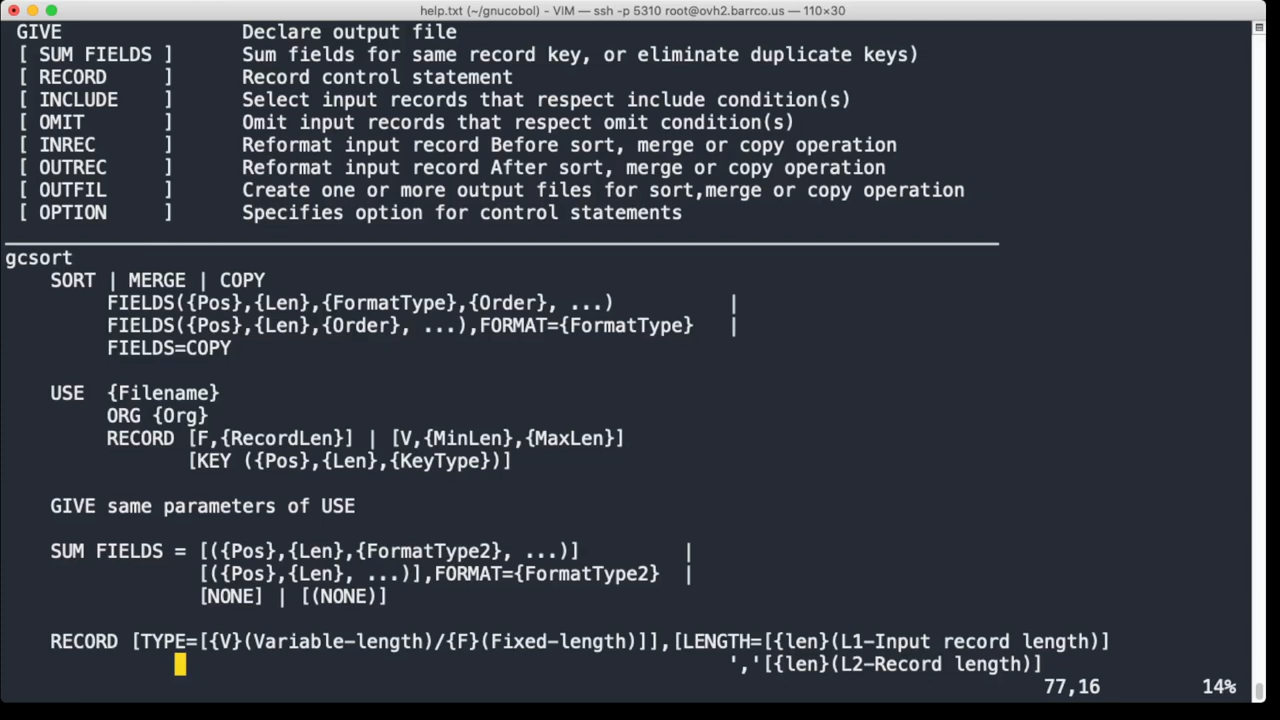 help.txt (~/gnucobol) - VIM — ssh -p 5310 root@ovh2.barrco.us — 110×30
GIVE Declare output file
[ SUM FIELDS ] Sum fields for same record key, or eliminate duplicate keys)
[ RECORD ] Record control statement
[ INCLUDE ] Select input records that respect include condition(s)
[ OMIT ] Omit input records that respect omit condition(s)
[ INREC ] Reformat input record Before sort, merge or copy operation
[ OUTREC ] Reformat input record After sort, merge or copy operation
[ OUTFIL ] Create one or more output files for sort,merge or copy operation
[ OPTION ] Specifies option for control statements
gcsort
SORT | MERGE | COPY
FIELDS({Pos},{Len},{FormatType},{Order}, ...) |
FIELDS({Pos},{Len},{Order}, ...),FORMAT={FormatType} |
FIELDS=COPY
USE {Filename}
ORG {Org}
RECORD [F,{RecordLen}] | [V,{MinLen},{MaxLen}]
[KEY ({Pos},{Len},{KeyType})]
GIVE same parameters of USE
SUM FIELDS = [({Pos},{Len},{FormatType2}, ...)] |
[({Pos},{Len}, ...)],FORMAT={FormatType2} |
[NONE] | [(NONE)]
RECORD [TYPE=[{V}(Variable-length)/{F}(Fixed-length)]],[LENGTH=[{len}(L1-Input record length)]
','[{len}(L2-Record length)]
77,16 14%